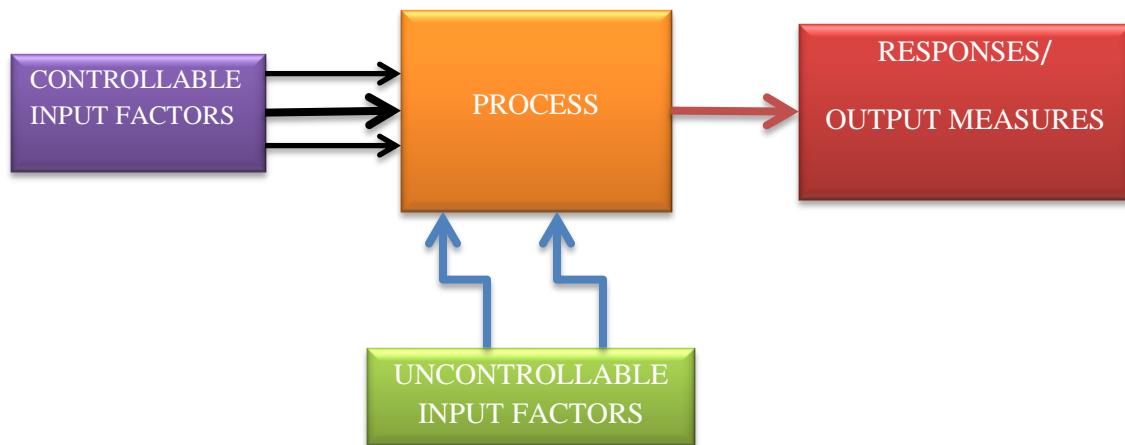 CONTROLLABLE
INPUT FACTORS
PROCESS
RESPONSES/
OUTPUT MEASURES
UNCONTROLLABLE
INPUT FACTORS